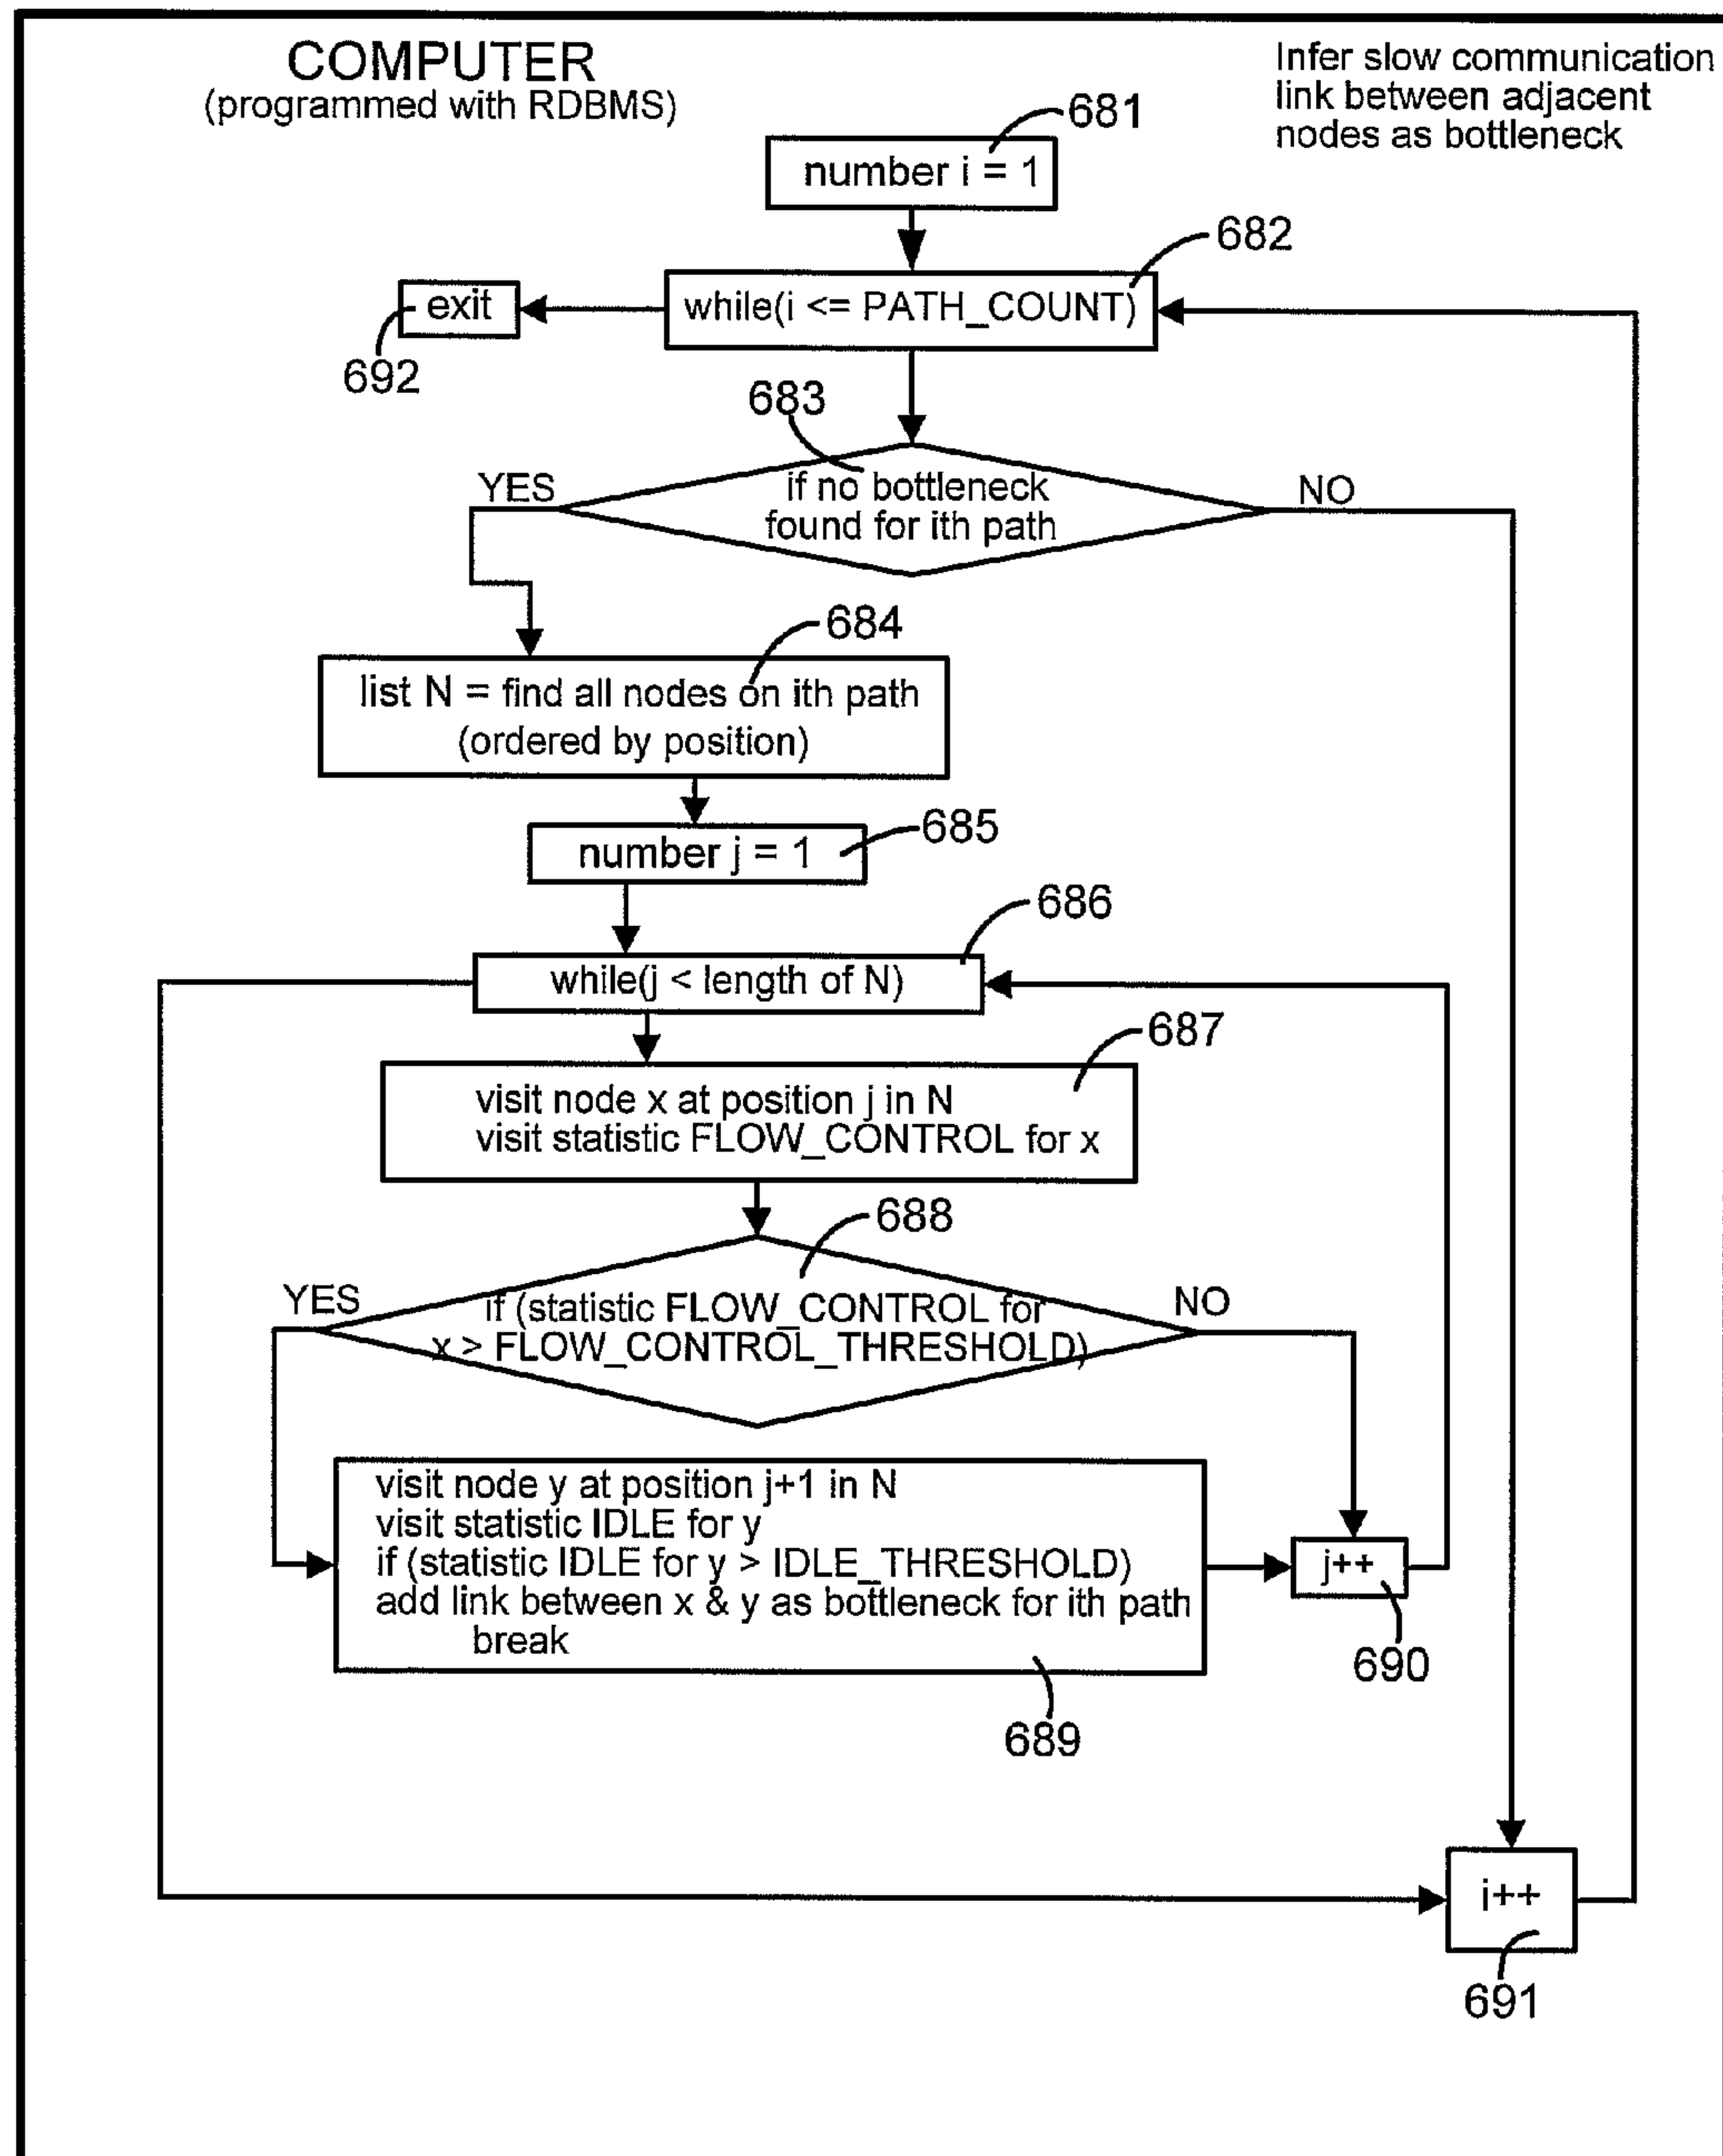 COMPUTER
(programmed with RDBMS)
Infer slow communication
link between adjacent
nodes as bottleneck
681
number i = 1
682
while(i <= PATH_COUNT)
exit
692
683
YES
if no bottleneck
found for ith path
NO
684
list N = find all nodes on ith path
(ordered by position)
685
number j = 1
686
while(j < length of N)
687
visit node x at position j in N
visit statistic FLOW_CONTROL for x
688
YES
if (statistic FLOW_CONTROL for
x > FLOW_CONTROL_THRESHOLD)
NO
visit node y at position j+1 in N
visit statistic IDLE for y
if (statistic IDLE for y > IDLE_THRESHOLD)
add link between x & y as bottleneck for ith path
break
j++
690
689
i++
691